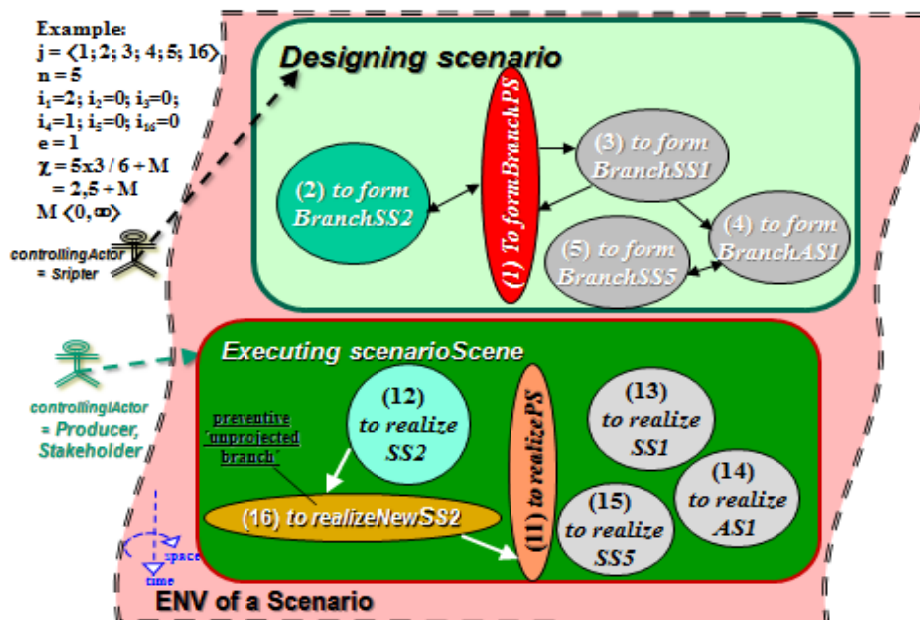 Example:
j = ⟨1; 2; 3; 4; 5; 16⟩
n = 5
i₁=2; i₂=0; i₃=0;
i₄=1; i₅=0; i₁₆=0
e = 1
χ = 5x3 / 6 + M
= 2,5 + M
M ⟨0, ∞⟩
controllingActor
= Sripter
Designing scenario
(1) To formBranchPS
(2) to form
BranchSS2
(3) to form
BranchSS1
(4) to form
BranchAS1
(5) to form
BranchSS5
controllingIActor
= Producer,
Stakeholder
Executing scenarioScene
preventive
'unprojected
branch'
(12)
to realize
SS2
(16) to realizeNewSS2
(11) to realizePS
(13)
to realize
SS1
(14)
to realize
AS1
(15)
to realize
SS5
space
time
ENV of a Scenario